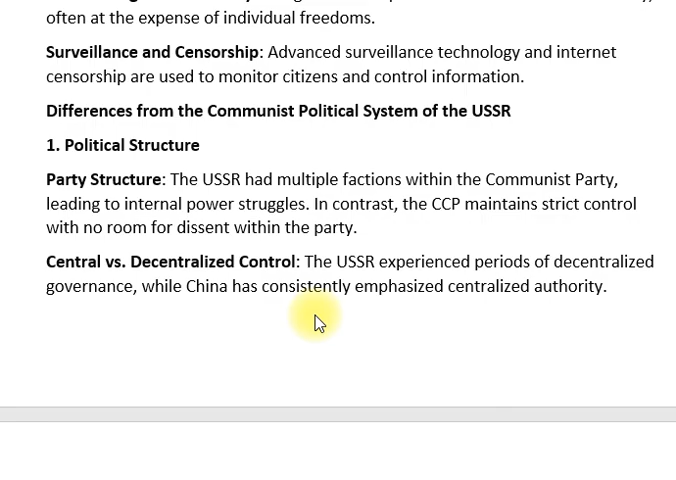 often at the expense of individual freedoms.
Surveillance and Censorship: Advanced surveillance technology and internet
censorship are used to monitor citizens and control information.
Differences from the Communist Political System of the USSR
1. Political Structure
Party Structure: The USSR had multiple factions within the Communist Party,
leading to internal power struggles. In contrast, the CCP maintains strict control
with no room for dissent within the party.
Central vs. Decentralized Control: The USSR experienced periods of decentralized
governance, while China has consistently emphasized centralized authority.